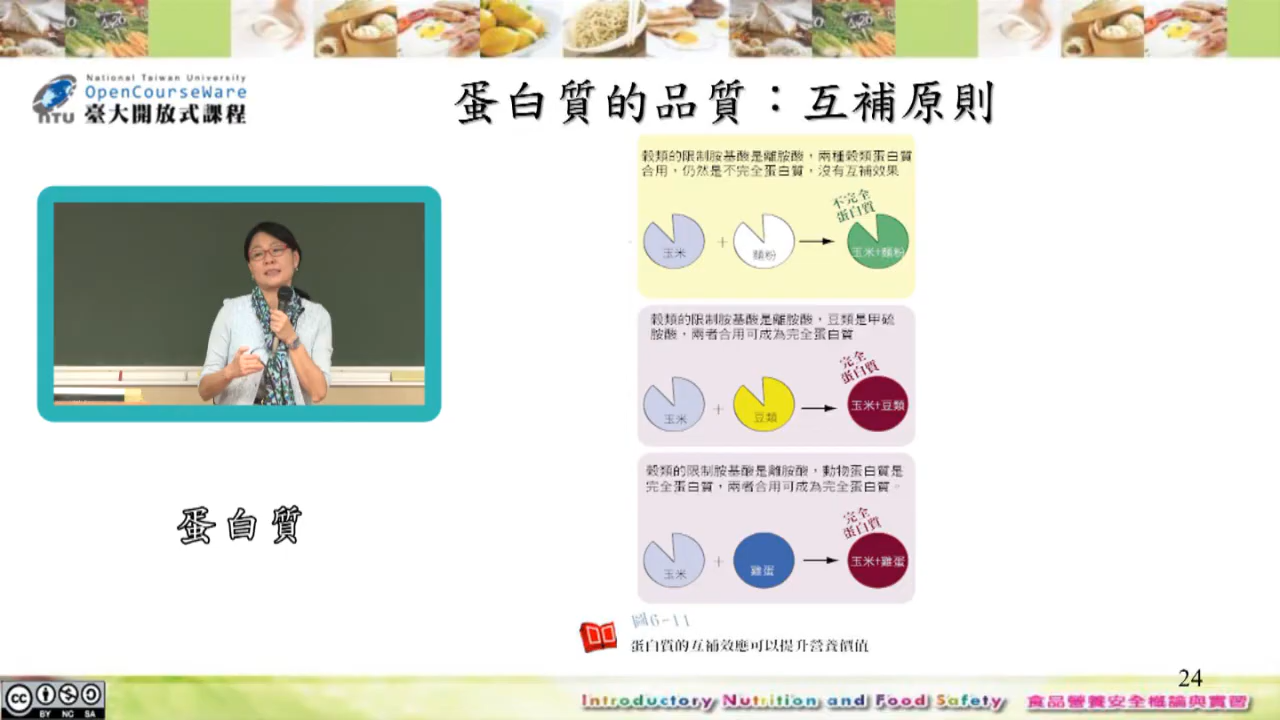 National Taiwan University
OpenCourseWare
臺大開放式課程
NTU
蛋白質的品質：互補原則
穀類的限制胺基酸是離胺酸，兩種穀類蛋白質
合用，仍然是不完全蛋白質，沒有互補效果
不完全
蛋白質
玉米
+
麵粉
玉米+麵粉
穀類的限制胺基酸是離胺酸，豆類是甲硫
胺酸，兩者合用可成為完全蛋白質
完全
蛋白質
玉米
+
豆類
玉米+豆類
穀類的限制胺基酸是離胺酸，動物蛋白質是
完全蛋白質，兩者合用可成為完全蛋白質。
完全
蛋白質
玉米
+
雞蛋
玉米+雞蛋
蛋白質
圖6-11
蛋白質的互補效應可以提升營養價值
24
cc
BY NC SA
Introductory Nutrition and Food Safety
食品營養安全概論與實習